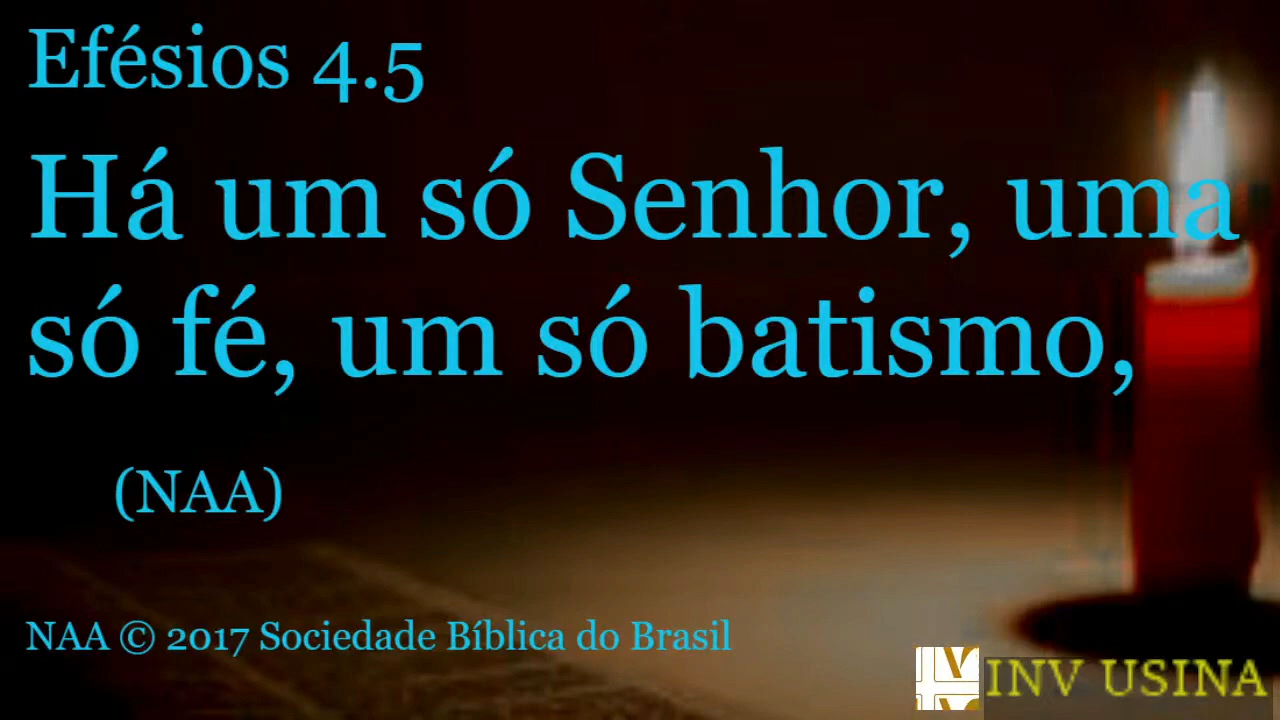 Efésios 4.5
Há um só Senhor, uma
só fé, um só batismo,
(NAA)
NAA © 2017 Sociedade Bíblica do Brasil
INV USINA